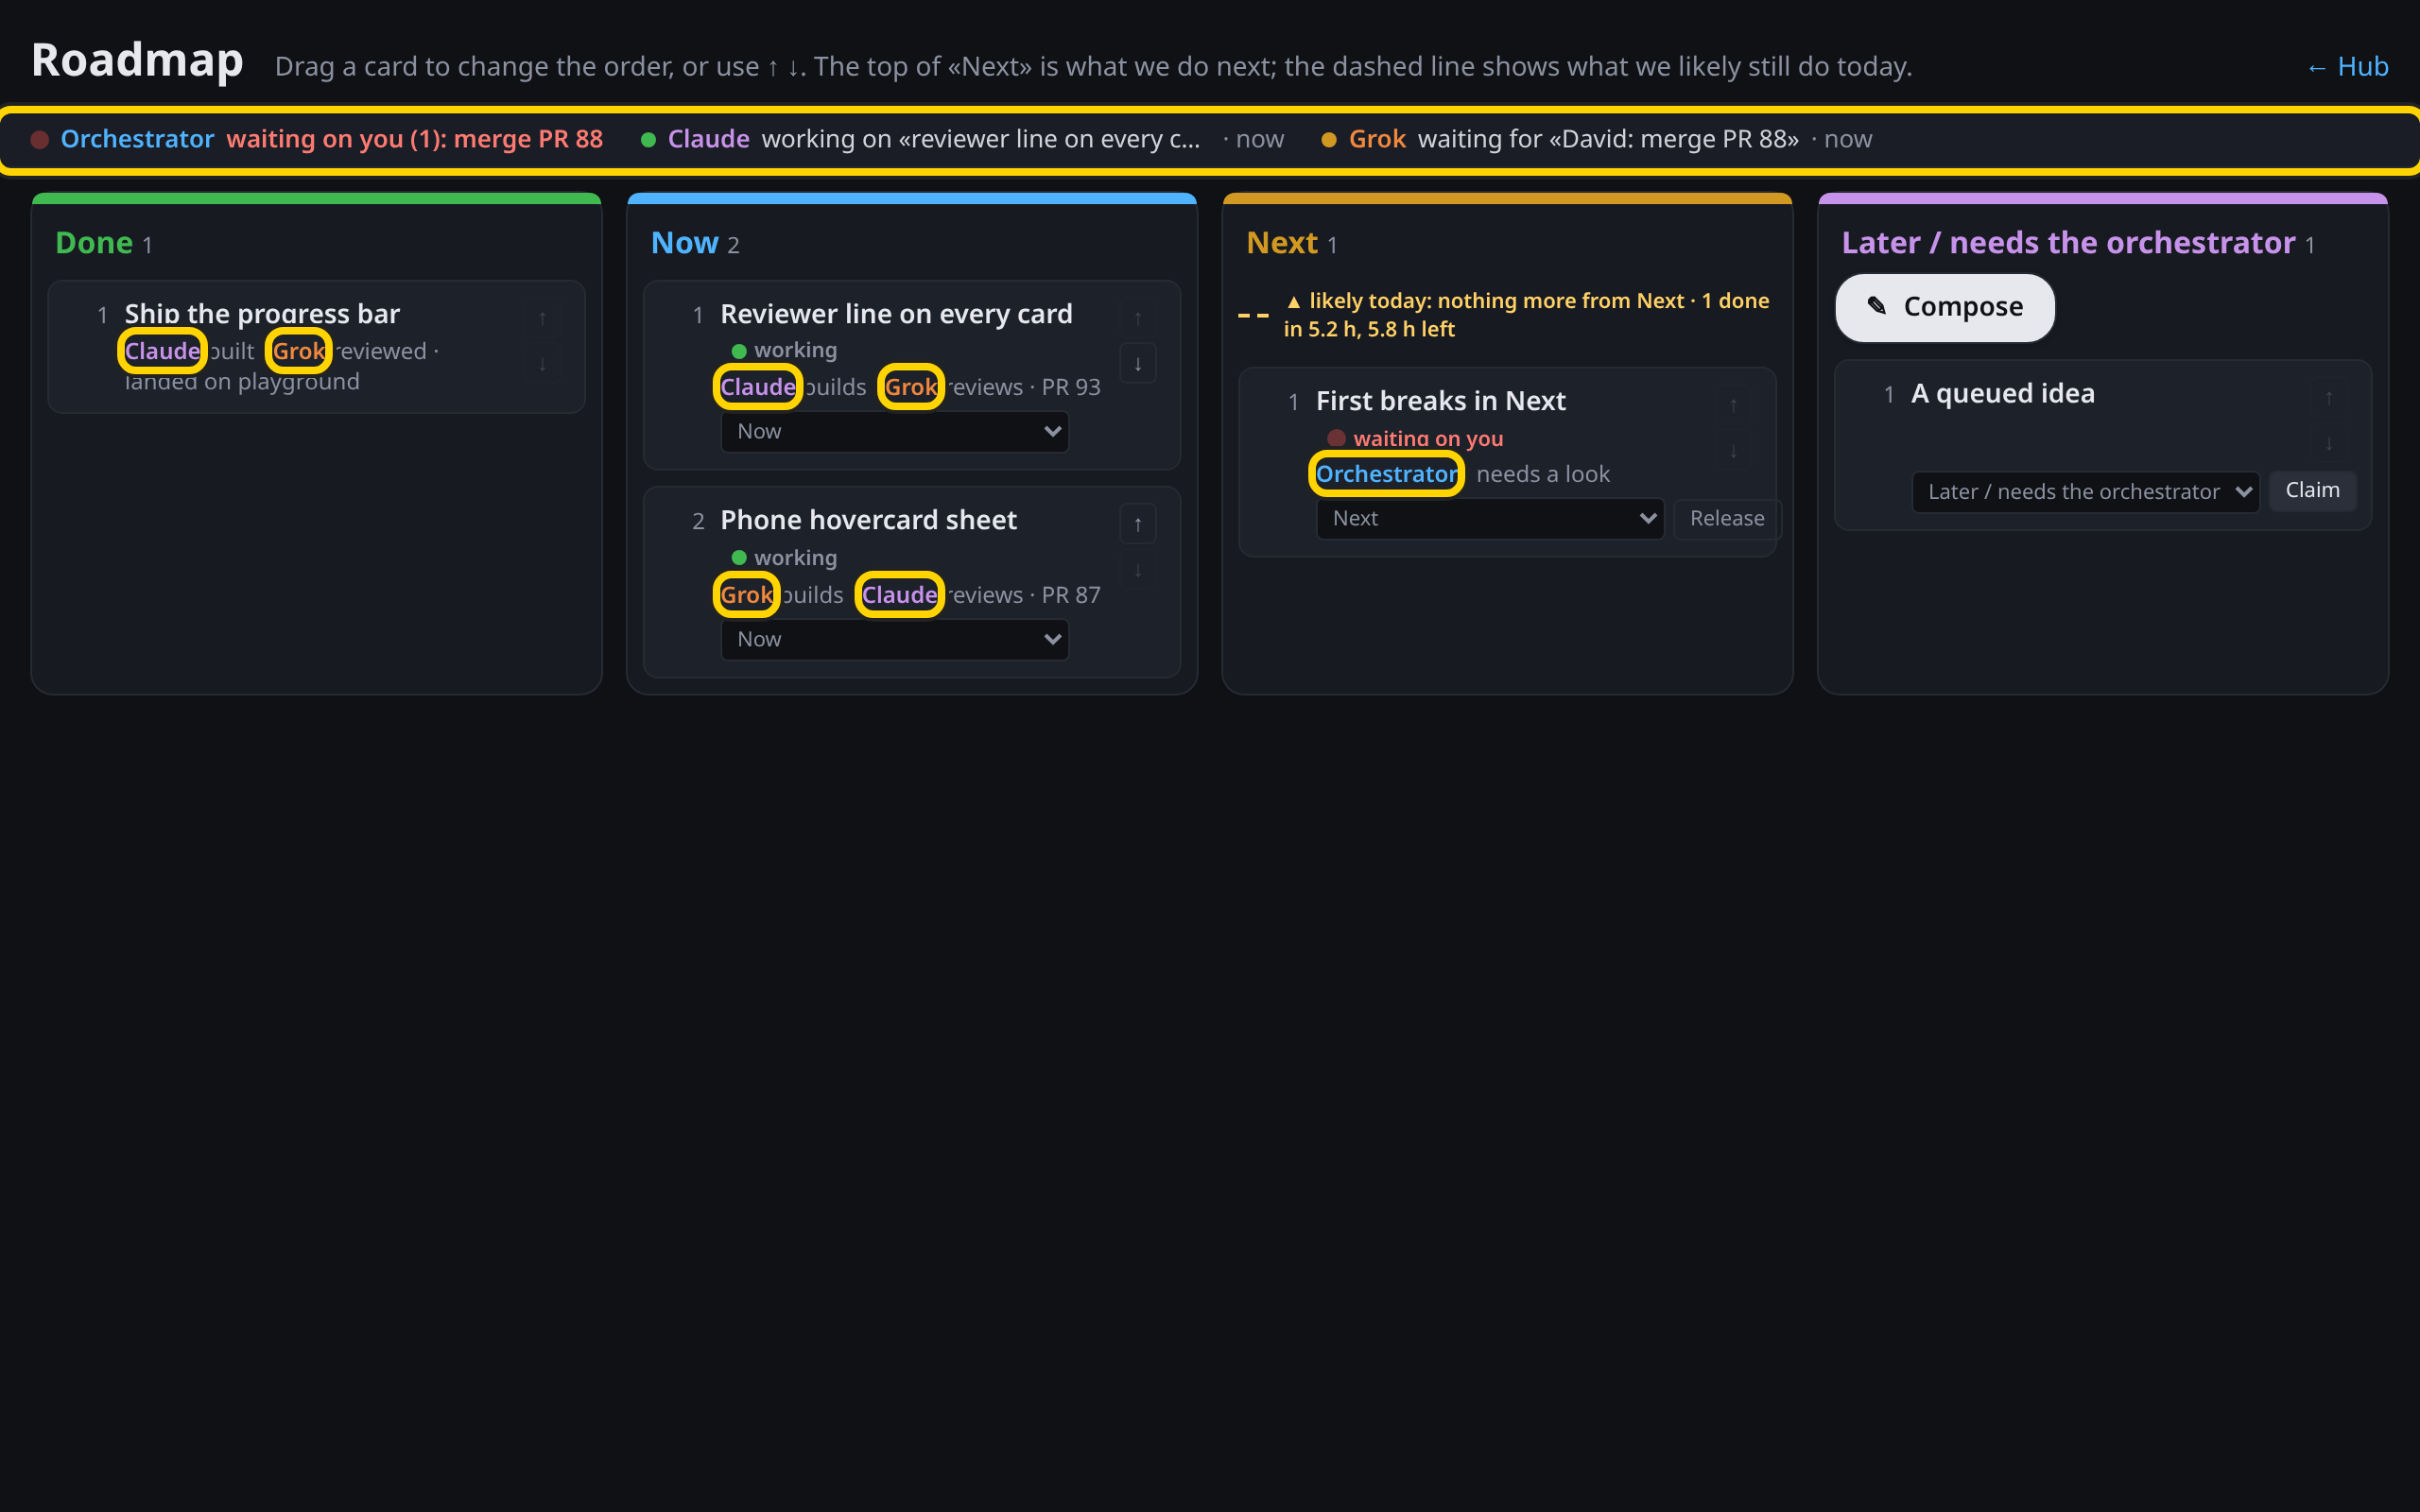 Roadmap Drag a card to change the order, or use ↑ ↓. The top of «Next» is what we do next; the dashed line shows what we likely still do today. ← Hub
Orchestrator waiting on you (1): merge PR 88 Claude working on «reviewer line on every c... · now Grok waiting for «David: merge PR 88» · now
Done 1
1 Ship the progress bar ↑
Claude built Grok reviewed · ↓
landed on playground
Now 2
1 Reviewer line on every card ↑
working ↓
Claude builds Grok reviews · PR 93
Now
2 Phone hovercard sheet ↑
working ↓
Grok builds Claude reviews · PR 87
Now
Next 1
▲ likely today: nothing more from Next · 1 done
in 5.2 h, 5.8 h left
1 First breaks in Next ↑
waiting on you ↓
Orchestrator needs a look
Next Release
Later / needs the orchestrator 1
✎ Compose
1 A queued idea ↑
↓
Later / needs the orchestrator Claim